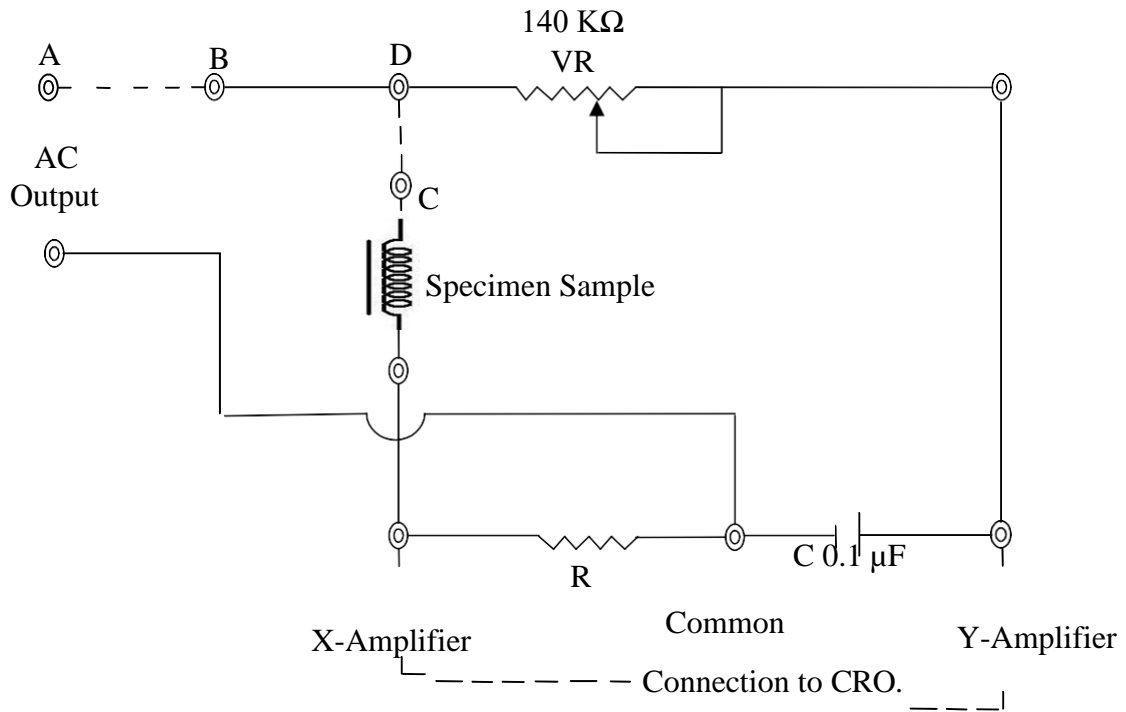 140 KΩ
VR
A
B
D
AC
Output
C
Specimen Sample
R
C 0.1 µF
Common
X-Amplifier
Y-Amplifier
Connection to CRO.